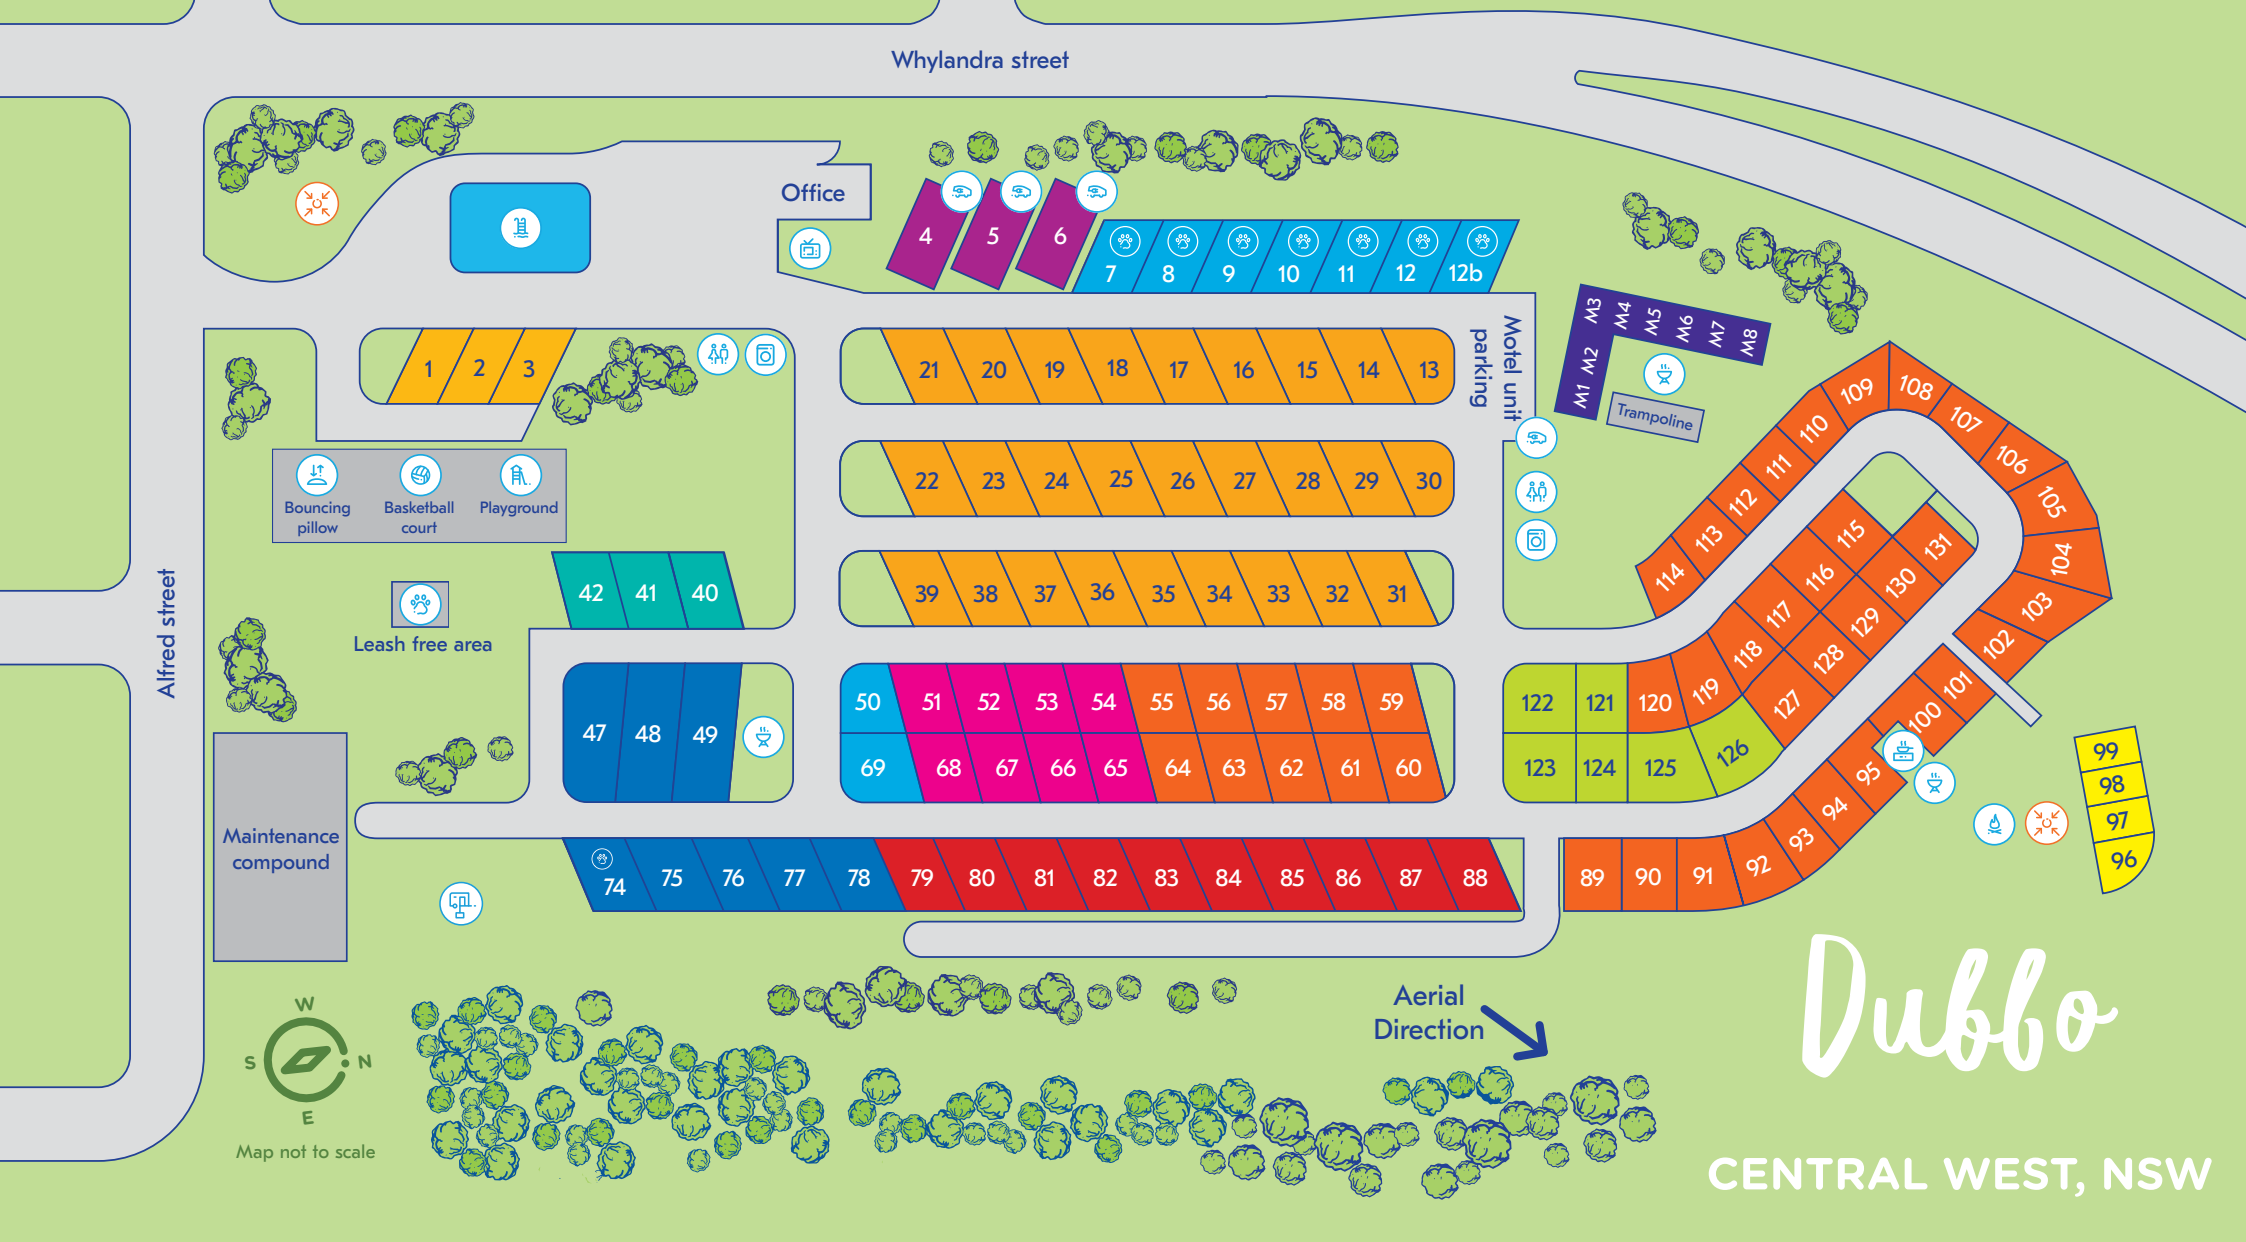 Whylandra street
Office
4 5 6
7 8 9 10 11 12 12b
M3 M4 M5 M6 M7 M8
M2
M1
Motel unit
parking
Trampoline
1 2 3
21 20 19 18 17 16 15 14 13
22 23 24 25 26 27 28 29 30
Bouncing
pillow
Basketball
court
Playground
Alfred street
42 41 40
Leash free area
39 38 37 36 35 34 33 32 31
109 108
110 107
111 106
112 105
113 104
114 103
115 131
116 130
117 129
118 128
119 127
102
101
100
47 48 49
50 51 52 53 54 55 56 57 58 59
69 68 67 66 65 64 63 62 61 60
122 121 120
123 124 125 126
95
94
93
92
99
98
97
96
Maintenance
compound
74 75 76 77 78 79 80 81 82 83 84 85 86 87 88
89 90 91
W
S N
E
Map not to scale
Aerial
Direction
Dubbo
CENTRAL WEST, NSW